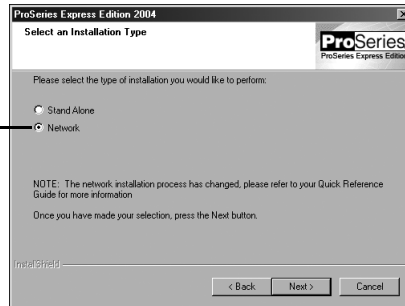 ProSeries Express Edition 2004
Select an Installation Type
ProSeries
ProSeries Express Edition
Please select the type of installation you would like to perform:
Stand Alone
Network
NOTE: The network installation process has changed, please refer to your Quick Reference
Guide for more information
Once you have made your selection, press the Next button.
InstallShield
< Back
Next >
Cancel